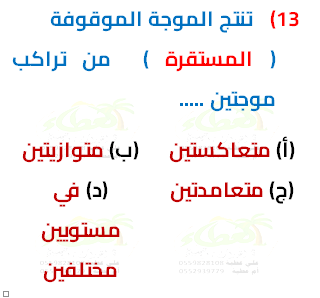 13) تنتج الموجة الموقوفة
( المستقرة ) من تراكب
موجتين .....
(أ) متعاكستين (ب) متوازيتين
(ج) متعامدتين (د) في
مستويين
مختلفين